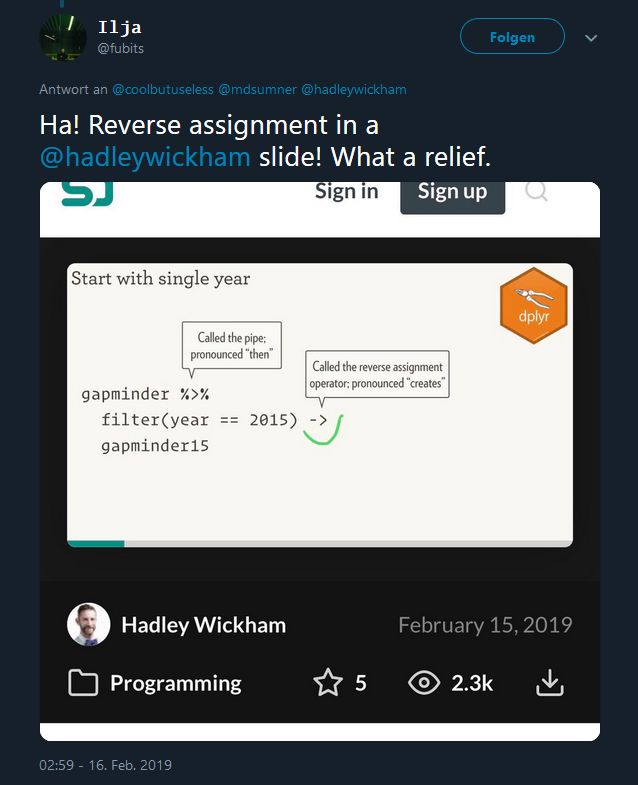 Ilja
@fubits
Folgen
Antwort an @coolbutuseless @mdsumner @hadleywickham
Ha! Reverse assignment in a
@hadleywickham slide! What a relief.
Sign in
Sign up
Start with single year
dplyr
Called the pipe;
pronounced “then”
Called the reverse assignment
operator; pronounced “creates”
gapminder %>%
filter(year == 2015) ->
gapminder15
Hadley Wickham
February 15, 2019
Programming
5
2.3k
02:59 - 16. Feb. 2019